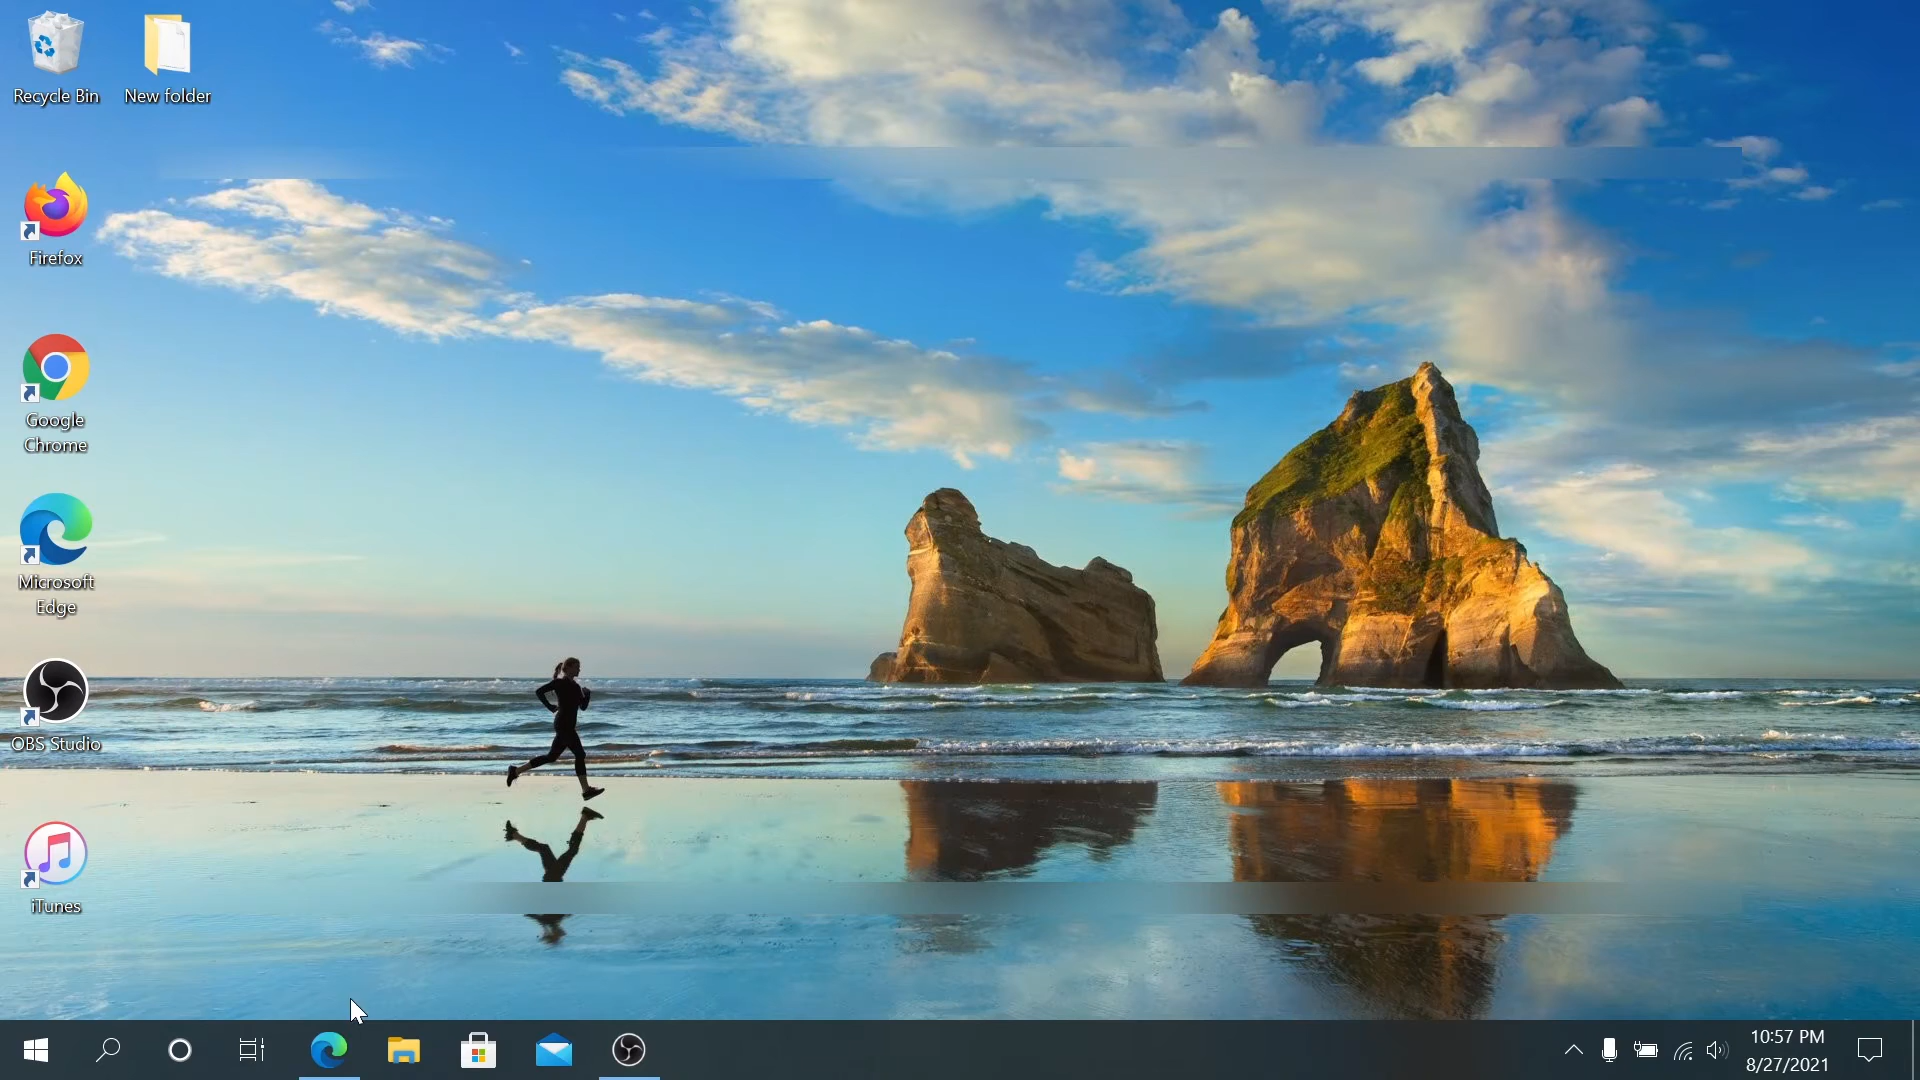 Recycle Bin
New folder
Firefox
Google
Chrome
Microsoft
Edge
OBS Studio
iTunes
10:57 PM
8/27/2021